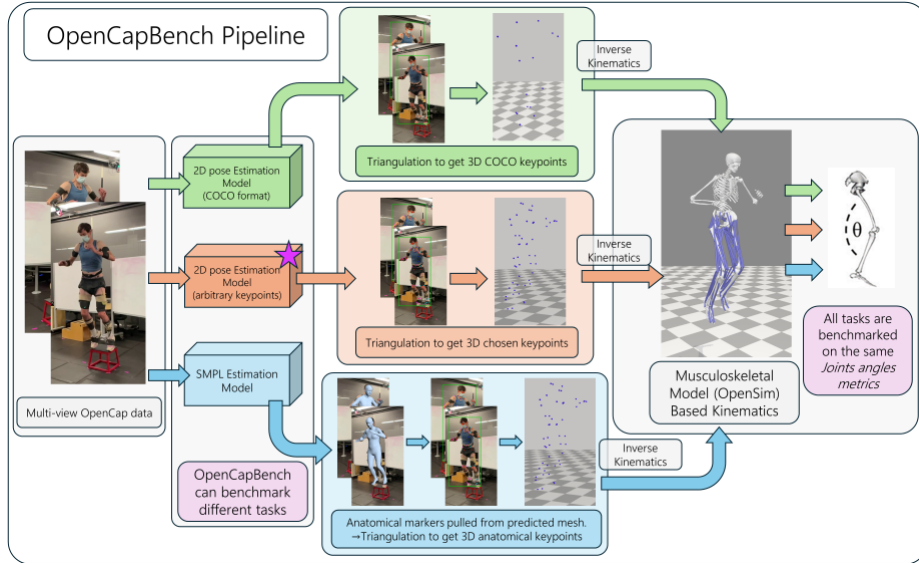 OpenCapBench Pipeline
Multi-view OpenCap data
2D pose Estimation
Model
(COCO format)
2D pose Estimation
Model
(arbitrary keypoints)
SMPL Estimation
Model
OpenCapBench
can benchmark
different tasks
Triangulation to get 3D COCO keypoints
Inverse
Kinematics
Triangulation to get 3D chosen keypoints
Inverse
Kinematics
Anatomical markers pulled from predicted mesh.
→Triangulation to get 3D anatomical keypoints
Inverse
Kinematics
Musculoskeletal
Model (OpenSim)
Based Kinematics
θ
All tasks are
benchmarked
on the same
Joints angles
metrics